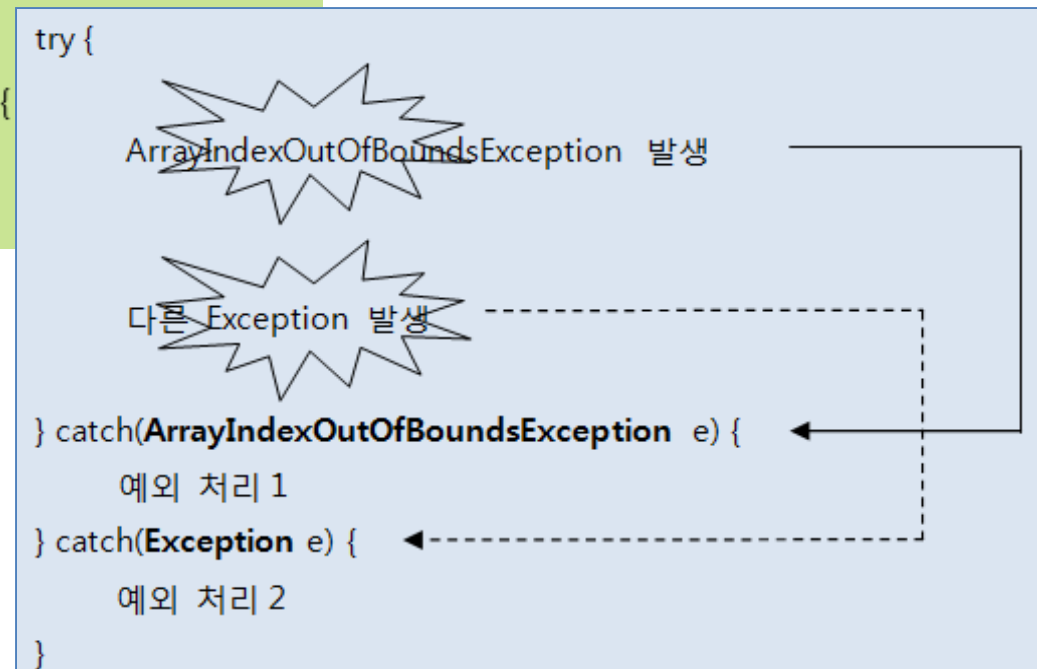 try {
{
ArrayIndexOutOfBoundsException 발생
다른 Exception 발생
} catch(ArrayIndexOutOfBoundsException e) {
예외 처리 1
} catch(Exception e) {
예외 처리 2
}